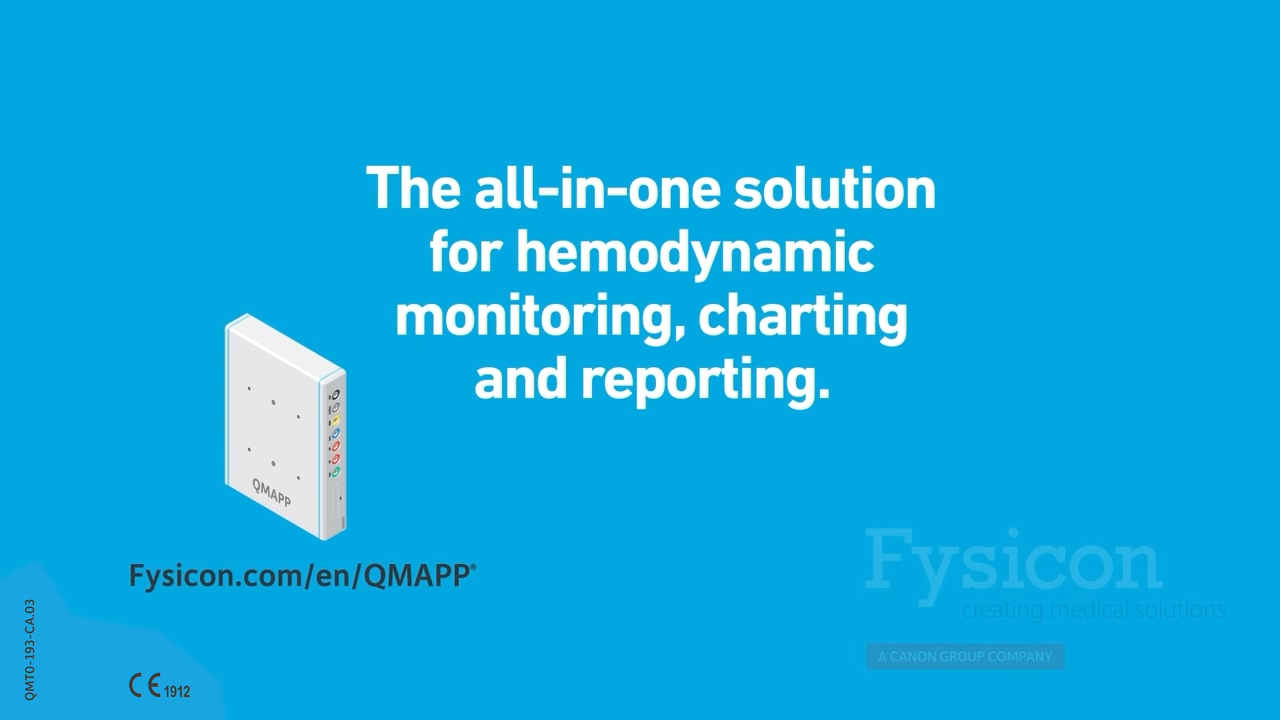 The all-in-one solution
for hemodynamic
monitoring, charting
and reporting.
QMAPP
Fysicon.com/en/QMAPP®
Fysicon
creating medical solutions
A CANON GROUP COMPANY
QMT0-193-CA.03
CE 1912